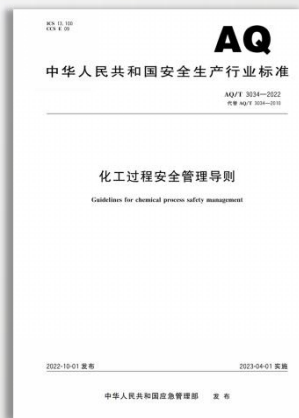 ICS 13.100
CCS E 09
AQ
中华人民共和国安全生产行业标准
AQ/T 3034—2022
代替 AQ/T 3034—2010
化工过程安全管理导则
Guidelines for chemical process safety management
2022-10-01 发布
2023-04-01 实施
中华人民共和国应急管理部 发布